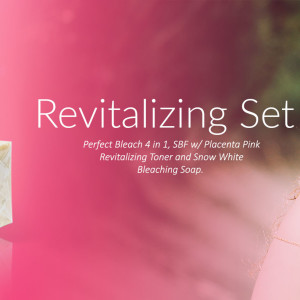 Revitalizing Set
Perfect Bleach 4 in 1, SBF w/ Placenta Pink
Revitalizing Toner and Snow White
Bleaching Soap.